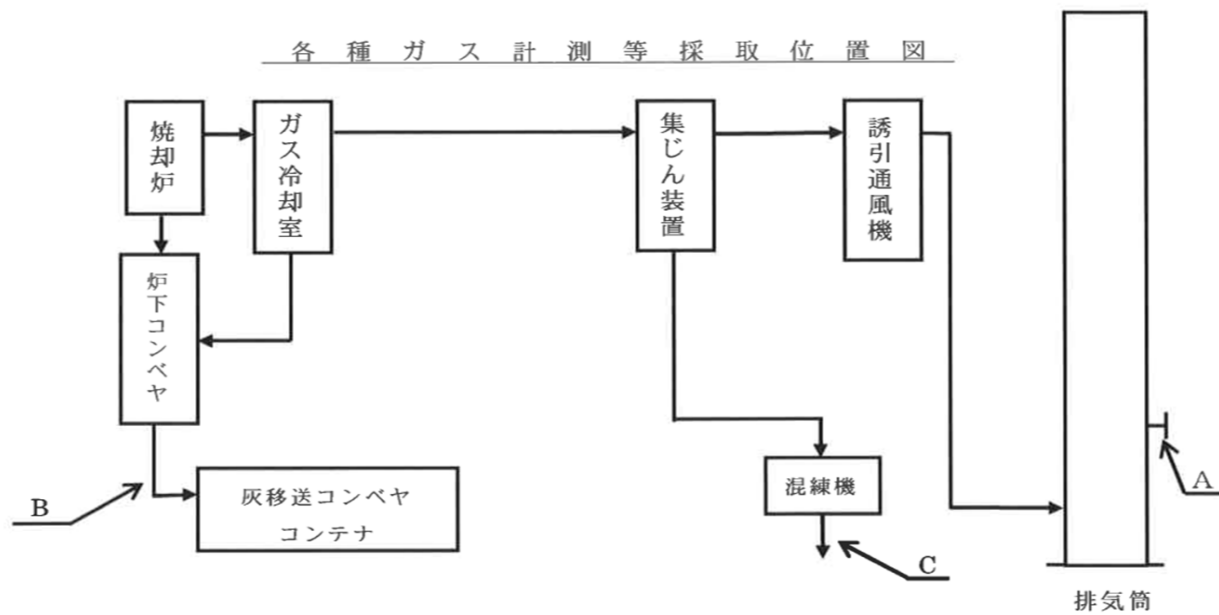 各種ガス計測等採取位置図
焼却炉
ガス冷却室
集じん装置
誘引通風機
炉下コンベヤ
灰移送コンベヤ
コンテナ
混練機
A
B
C
排気筒